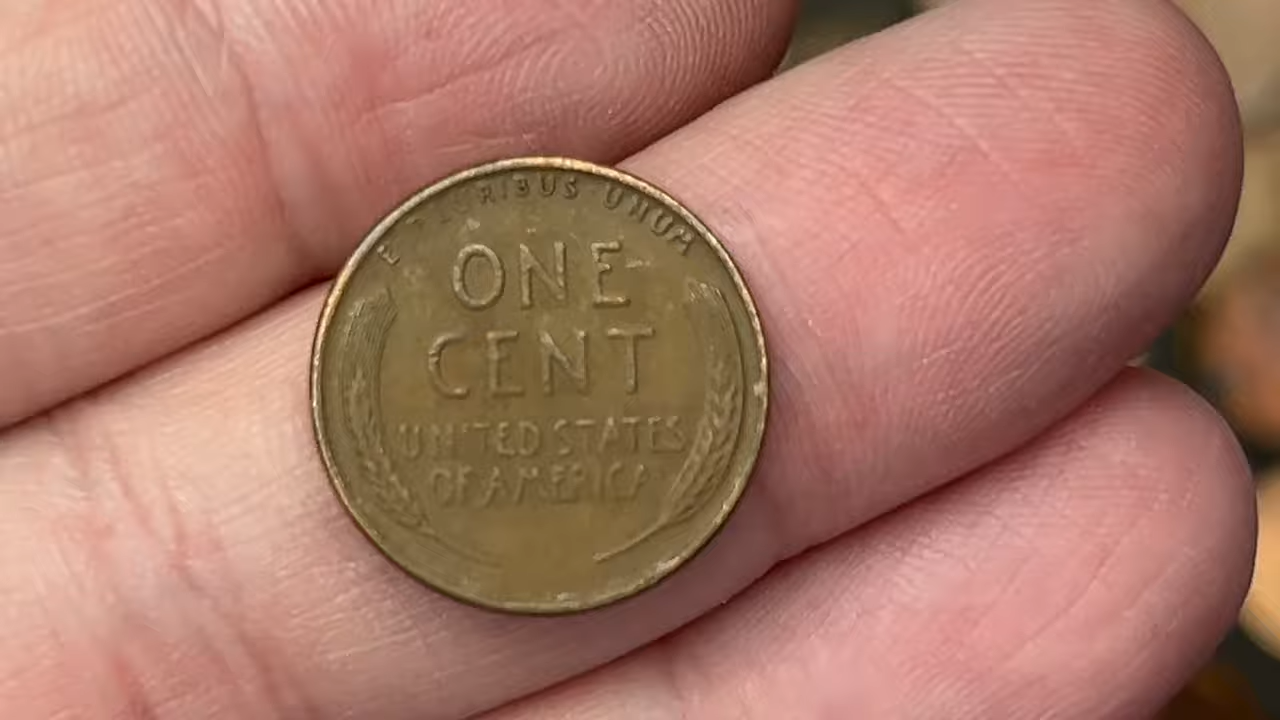 E PLURIBUS UNUM
ONE
CENT
UNITED STATES
OF AMERICA